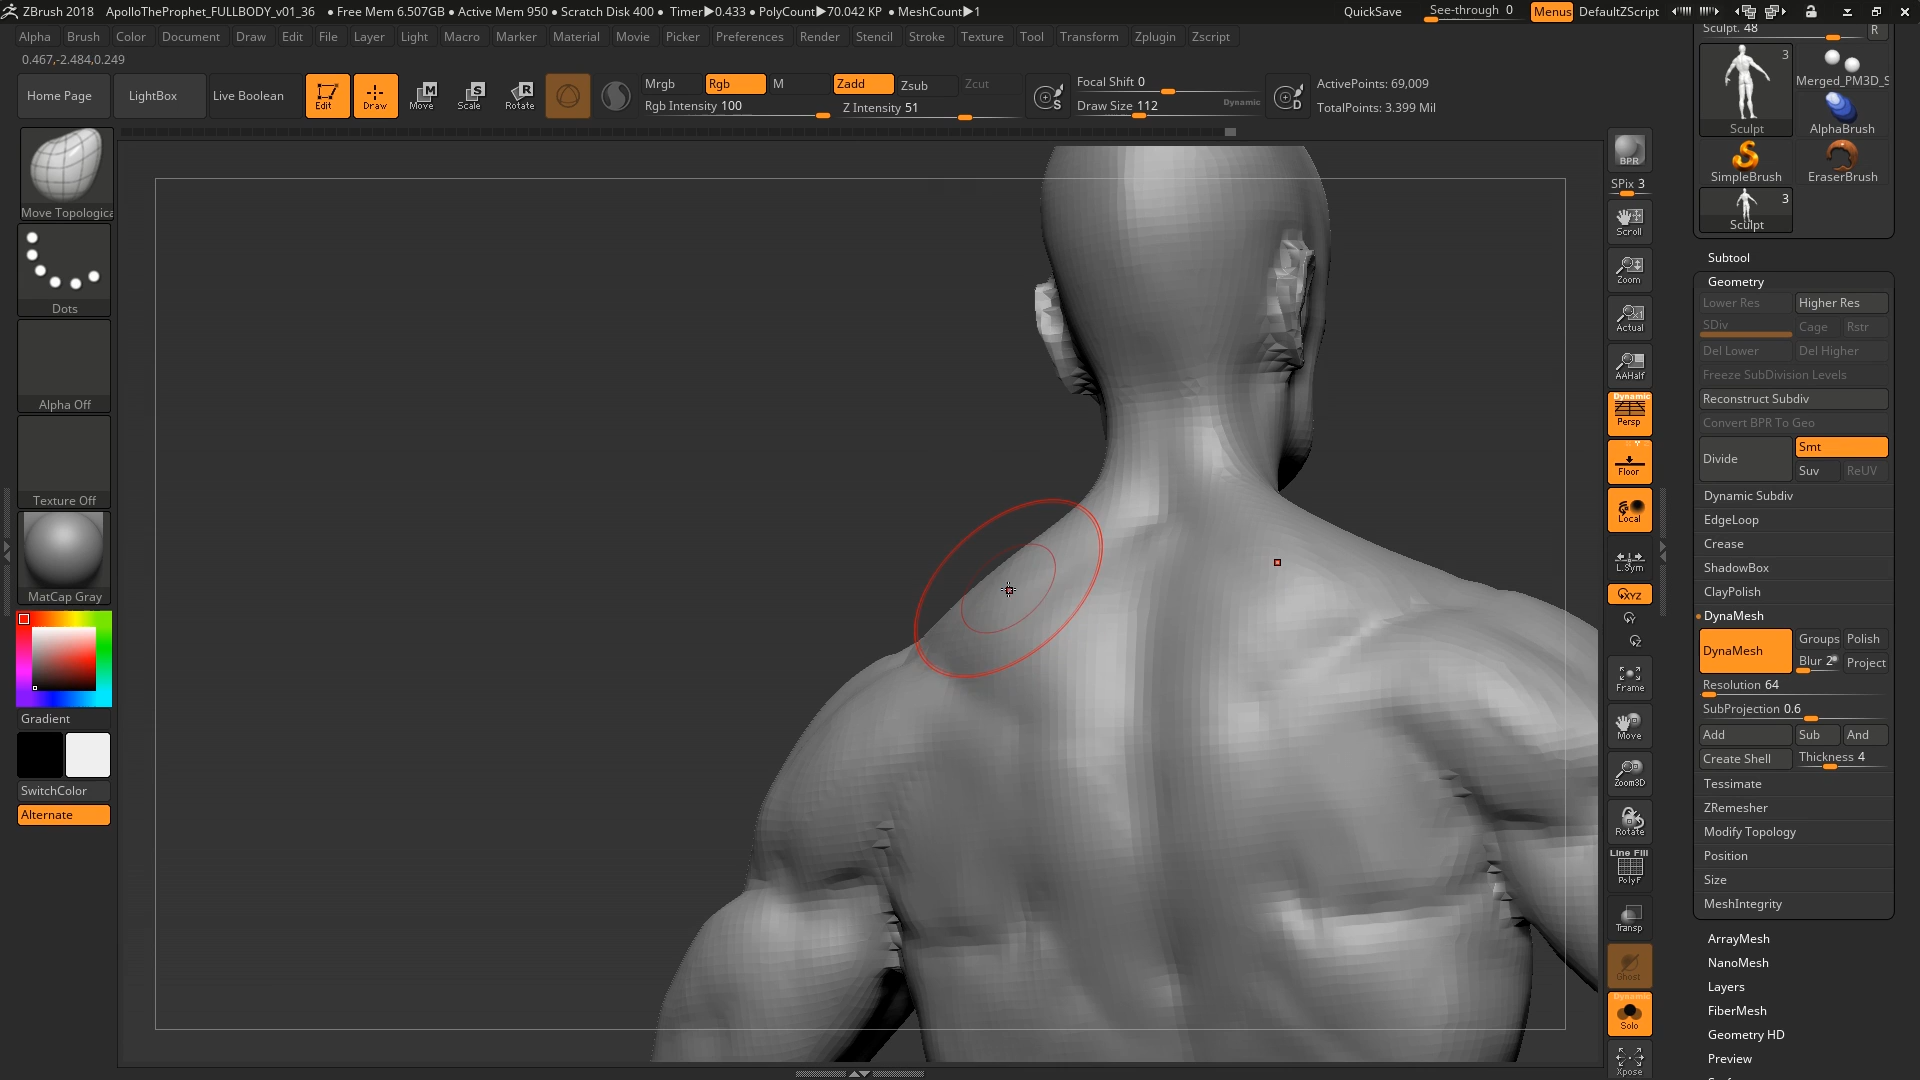 ZBrush 2018 ApolloTheProphet_FULLBODY_v01_36 • Free Mem 6.507GB • Active Mem 950 • Scratch Disk 400 • Timer▶0.433 • PolyCount▶70.042 KP • MeshCount▶1 QuickSave See-through 0 Menus DefaultZScript
Alpha Brush Color Document Draw Edit File Layer Light Macro Marker Material Movie Picker Preferences Render Stencil Stroke Texture Tool Transform Zplugin Zscript
0.467,-2.484,0.249
Home Page LightBox Live Boolean Edit Draw Move Scale Rotate
M S R
Mrgb Rgb M Zadd Zsub Zcut
Rgb Intensity 100 Z Intensity 51
S
Focal Shift 0
Draw Size 112 Dynamic
D
ActivePoints: 69,009
TotalPoints: 3.399 Mil
Move Topologica
Dots
Alpha Off
Texture Off
MatCap Gray
Gradient
SwitchColor
Alternate
BPR
SPix 3
Scroll
Zoom
Actual
AAHalf
Dynamic
Persp
Floor
Local
L.Sym
XYZ
Y
Z
Frame
Move
Zoom3D
Rotate
Line Fill
PolyF
Transp
Ghost
Dynamic
Solo
Xpose
Sculpt. 48 R
3
Merged_PM3D_S
Sculpt AlphaBrush
SimpleBrush EraserBrush
3
Sculpt
Subtool
Geometry
Lower Res Higher Res
SDiv Cage Rstr
Del Lower Del Higher
Freeze SubDivision Levels
Reconstruct Subdiv
Convert BPR To Geo
Divide Smt
Suv ReUV
Dynamic Subdiv
EdgeLoop
Crease
ShadowBox
ClayPolish
DynaMesh
DynaMesh Groups Polish
Blur 2 Project
Resolution 64
SubProjection 0.6
Add Sub And
Create Shell Thickness 4
Tessimate
ZRemesher
Modify Topology
Position
Size
MeshIntegrity
ArrayMesh
NanoMesh
Layers
FiberMesh
Geometry HD
Preview